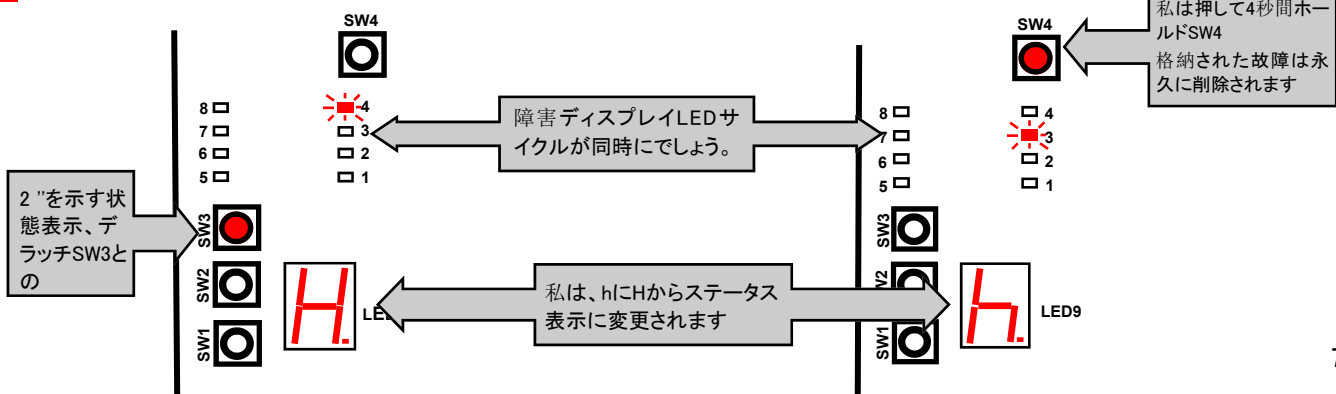 SW4
SW4
私は押して4秒間ホー
ルドSW4
格納された故障は永
久に削除されます
8
7
6
5
4
3
2
1
障害ディスプレイLEDサ
イクルが同時にでしょう。
8
7
6
5
4
3
2
1
2 ''を示す状
態表示、デ
ラッチSW3と
の
SW3
SW2
SW1
H.
LE
私は、hにHからステータス
表示に変更されます
SW3
W2
SW1
h.
LED9